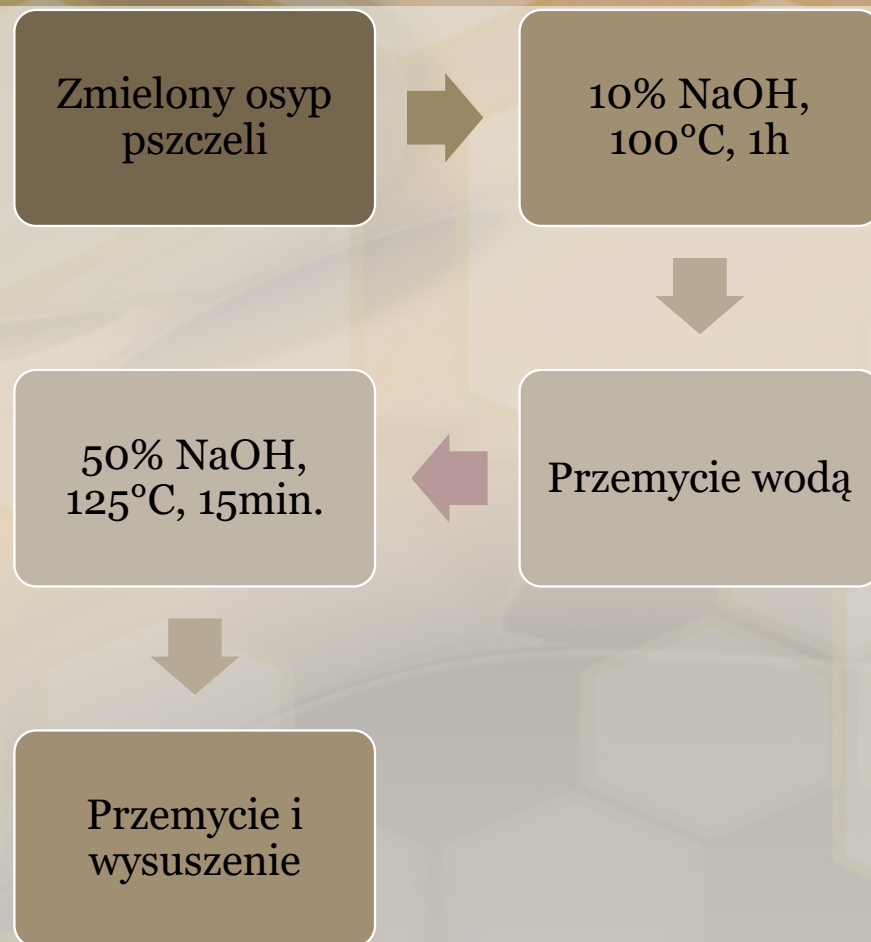 Zmielony osyp
pszczeli
10% NaOH,
100°C, 1h
Przemycie wodą
50% NaOH,
125°C, 15min.
Przemycie i
wysuszenie